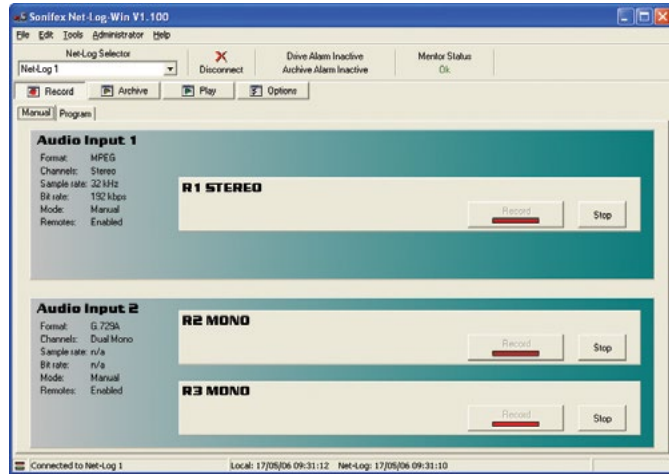 Sonifex Net-Log-Win V1.100
File Edit Tools Administrator Help
Net-Log Selector
Net-Log 1
Disconnect
Drive Alarm Inactive
Archive Alarm Inactive
Mentor Status
Ok
Record Archive Play Options
Manual Program
Audio Input 1
Format: MPEG
Channels: Stereo
Sample rate: 32 kHz
Bit rate: 192 kbps
Mode: Manual
Remotes: Enabled
R1 STEREO
Record Stop
Audio Input 2
Format: G.729A
Channels: Dual Mono
Sample rate: n/a
Bit rate: n/a
Mode: Manual
Remotes: Enabled
R2 MONO
Record Stop
R3 MONO
Record Stop
Connected to Net-Log 1 Local: 17/05/06 09:31:12 Net-Log: 17/05/06 09:31:10